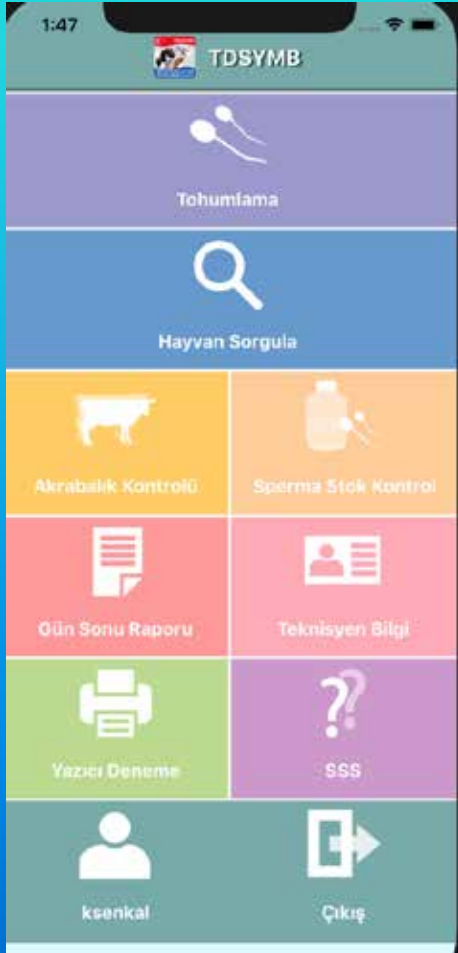 1:47
TDSYMB
Tohumlama
Hayvan Sorgula
Akrabalık Kontrolü
Sperma Stok Kontrol
Gün Sonu Raporu
Teknisyen Bilgi
Yazıcı Deneme
SSS
ksenkal
Çıkış